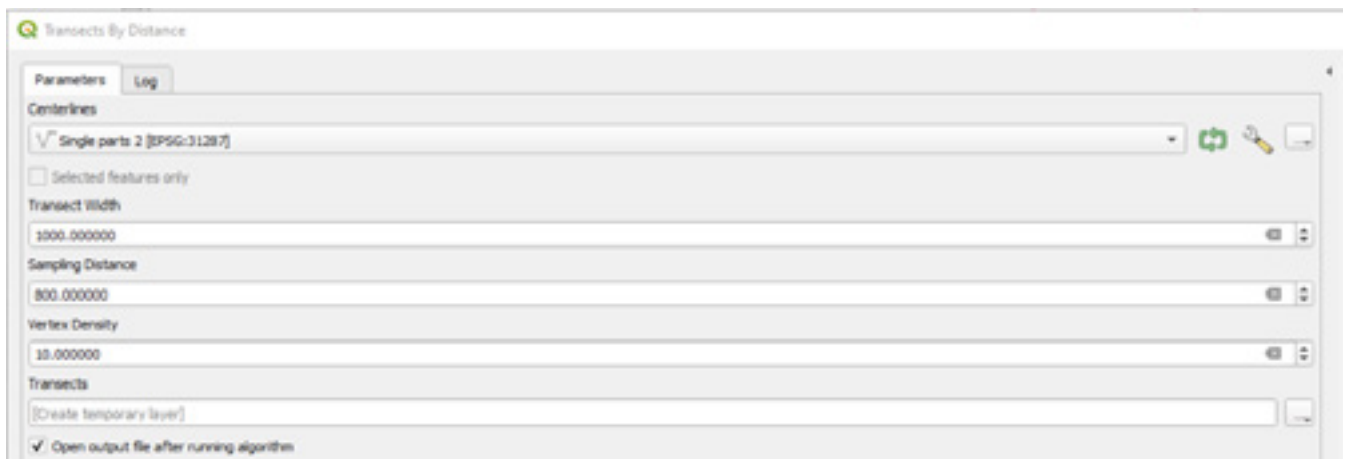 Transects By Distance
Parameters Log
Centerlines
Single parts 2 [EPSG:31287]
Selected features only
Transect Width
1000.000000
Sampling Distance
800.000000
Vertex Density
10.000000
Transects
[Create temporary layer]
Open output file after running algorithm